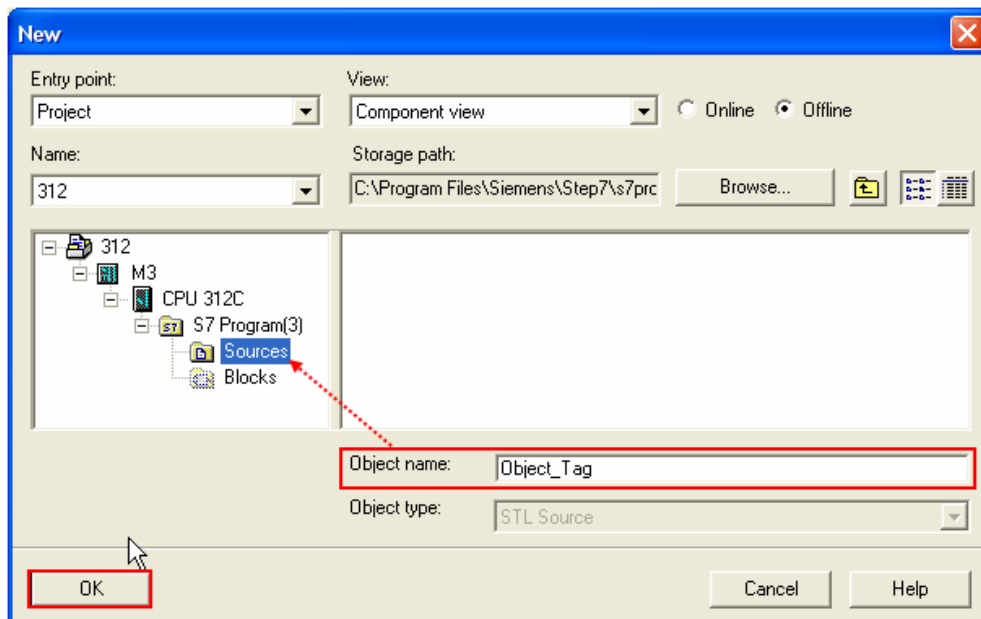 New
Entry point:
View:
Project
Component view
Online
Offline
Name:
Storage path:
312
C:\Program Files\Siemens\Step7\s7prc
Browse...
312
M3
CPU 312C
S7 Program(3)
Sources
Blocks
Object name:
Object_Tag
Object type:
STL Source
OK
Cancel
Help